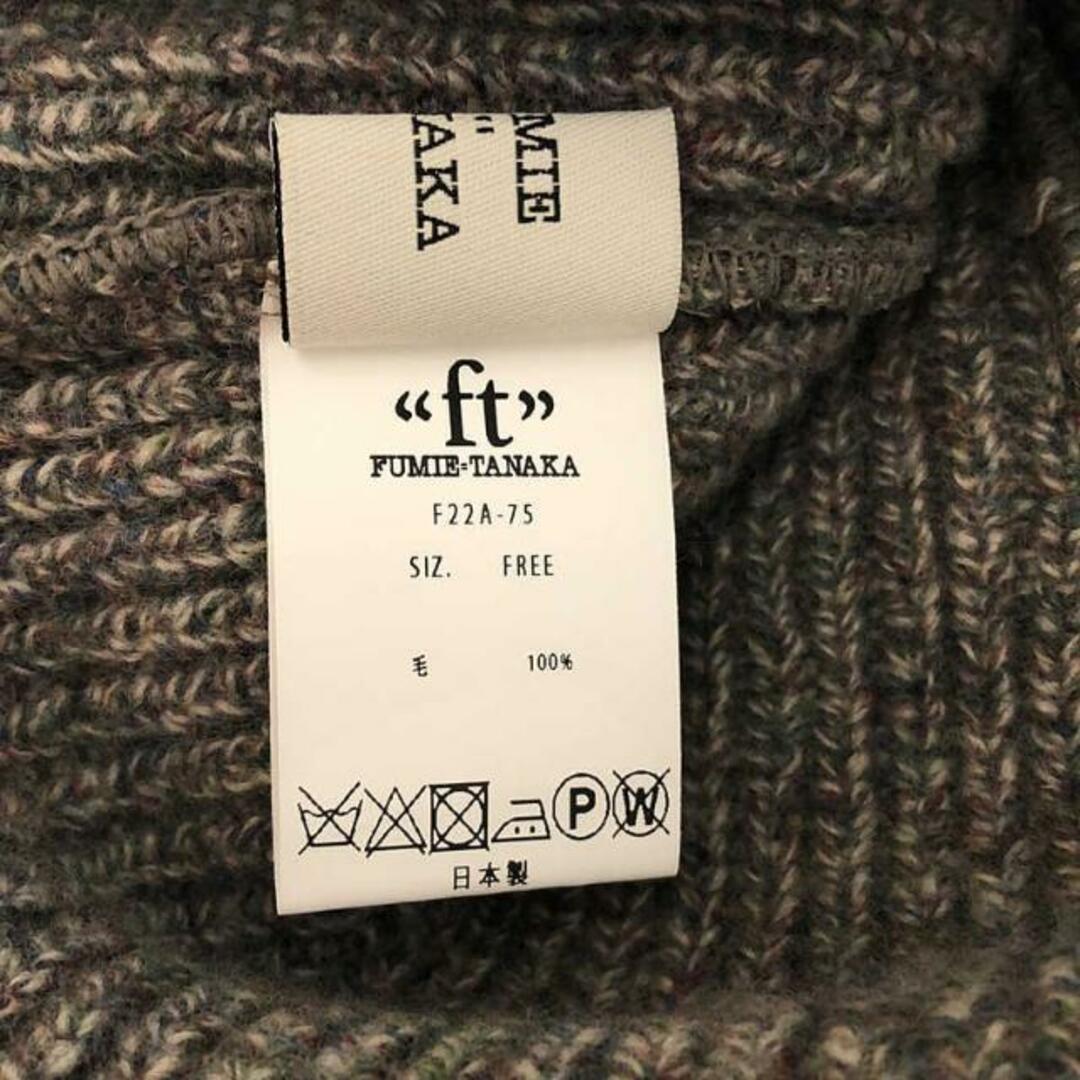 MIE
"
AKA
“ft”
FUMIE=TANAKA
F22A-75
SIZ. FREE
毛 100%
P W
日本製